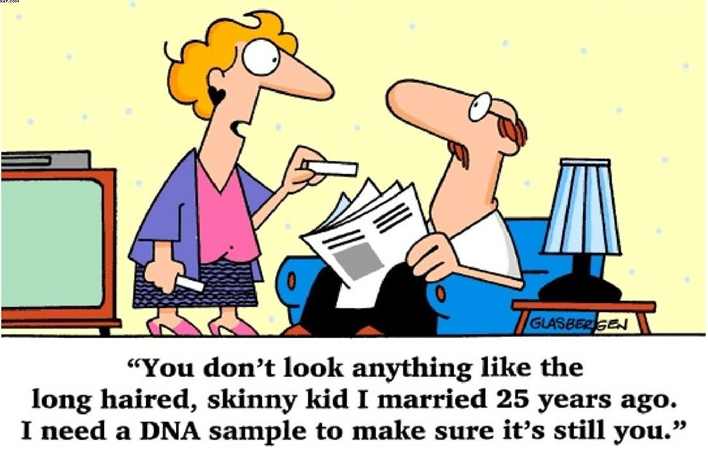 GLASBERGEN
“You don’t look anything like the
long haired, skinny kid I married 25 years ago.
I need a DNA sample to make sure it’s still you.”